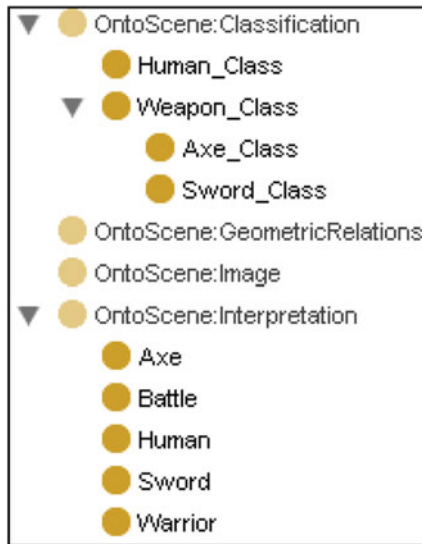 OntoScene:Classification
Human_Class
Weapon_Class
Axe_Class
Sword_Class
OntoScene:GeometricRelations
OntoScene:Image
OntoScene:Interpretation
Axe
Battle
Human
Sword
Warrior